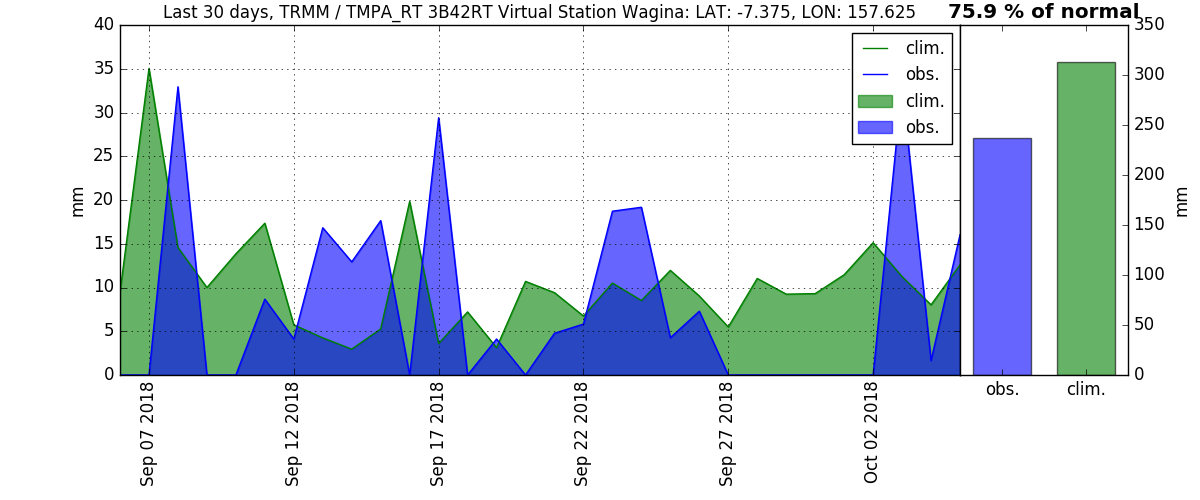 Last 30 days, TRMM / TMPA_RT 3B42RT Virtual Station Wagina: LAT: -7.375, LON: 157.625
75.9 % of normal
40
35
30
25
20
15
10
5
0
mm
clim.
obs.
clim.
obs.
Sep 07 2018
Sep 12 2018
Sep 17 2018
Sep 22 2018
Sep 27 2018
Oct 02 2018
350
300
250
200
150
100
50
0
mm
obs.
clim.